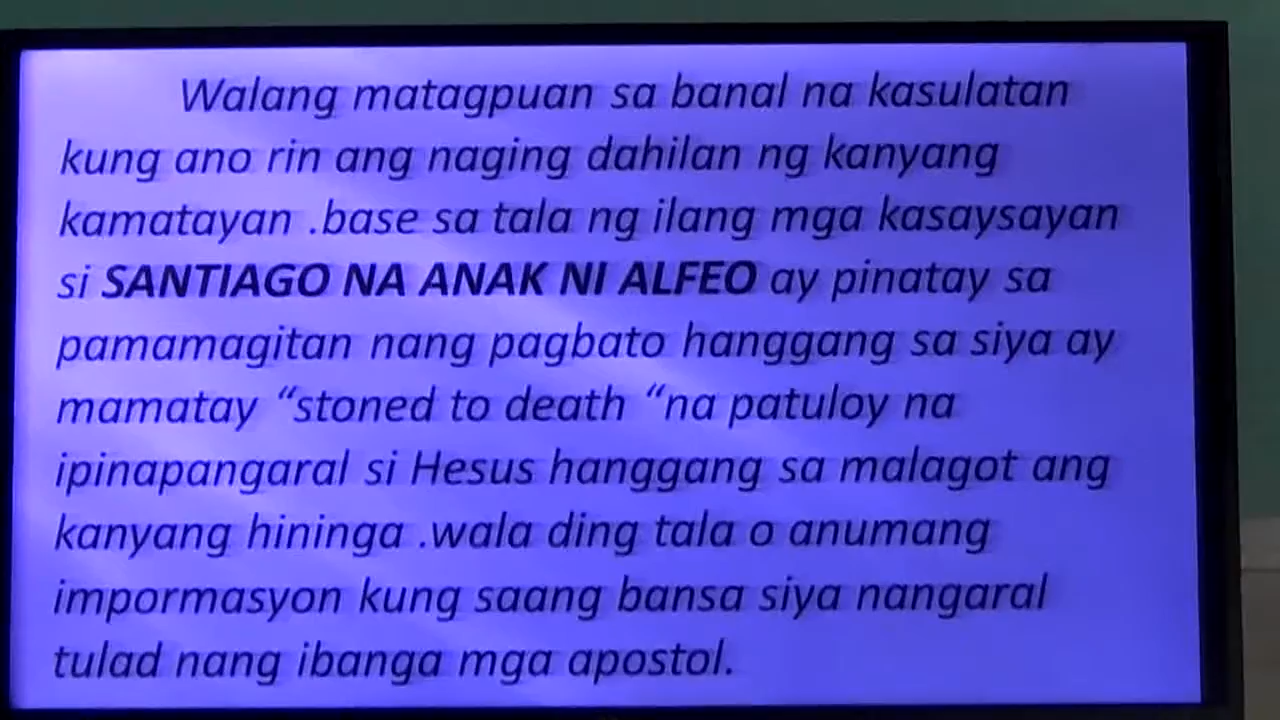 Walang matagpuan sa banal na kasulatan
kung ano rin ang naging dahilan ng kanyang
kamatayan .base sa tala ng ilang mga kasaysayan
si SANTIAGO NA ANAK NI ALFEO ay pinatay sa
pamamagitan nang pagbato hanggang sa siya ay
mamatay “stoned to death “na patuloy na
ipinapangaral si Hesus hanggang sa malagot ang
kanyang hininga .wala ding tala o anumang
impormasyon kung saang bansa siya nangaral
tulad nang ibanga mga apostol.